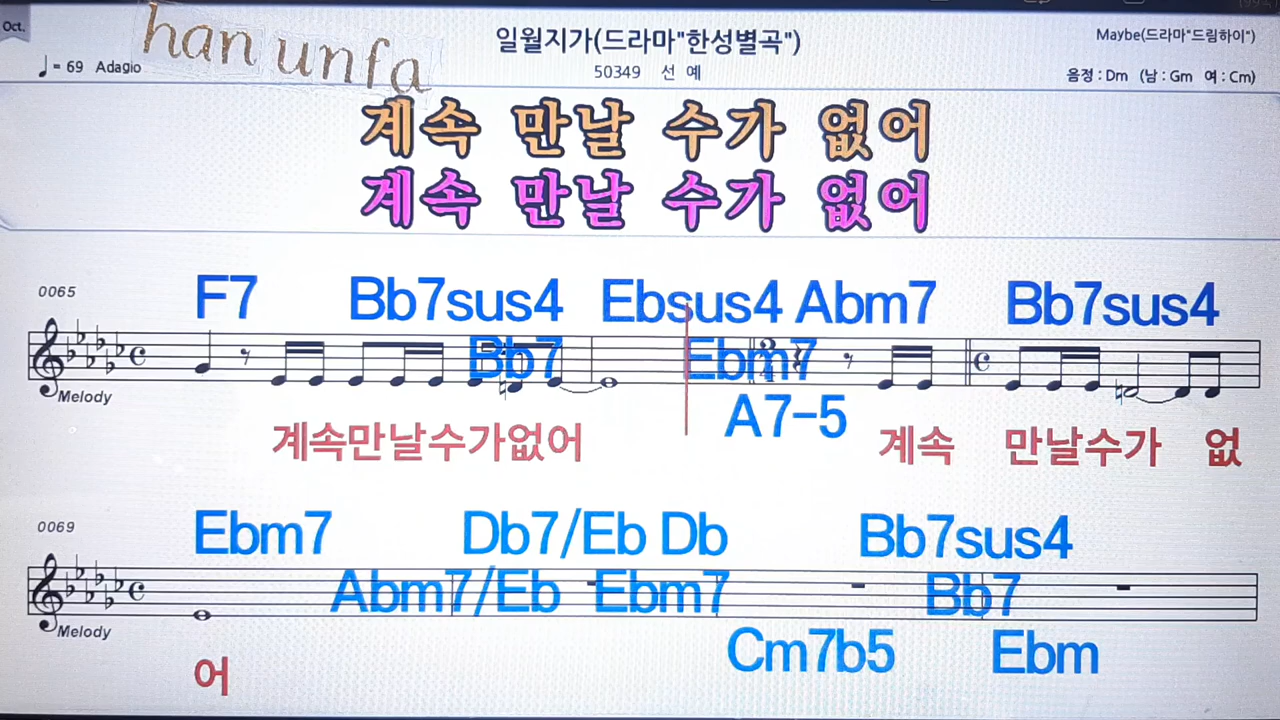 Oct.
han unfa
일월지가(드라마"한성별곡")
Maybe(드라마"드림하이")
♩= 69 Adagio
50349 선 예
음정 : Dm (남 : Gm 여 : Cm)
계속 만날 수가 없어
계속 만날 수가 없어
0065
F7 Bb7sus4 Ebsus4 Abm7 Bb7sus4
Bb7 Ebm7
Melody
A7-5
계속만날수가없어 계속 만날수가 없
0069
Ebm7 Db7/Eb Db Bb7sus4
Abm7/Eb Ebm7 Bb7
Melody
Cm7b5 Ebm
어